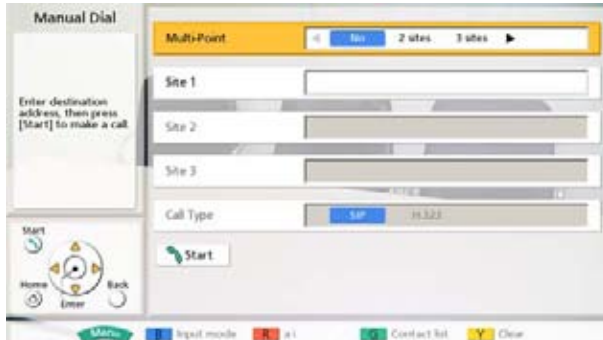 Manual Dial
Enter destination
address, then press
[Start] to make a call.
Multi-Point No 2 sites 3 sites
Site 1
Site 2
Site 3
Call Type SIP H.323
Start
Start
Home Enter Back
Menu B Input mode R G Contact list Y Clear